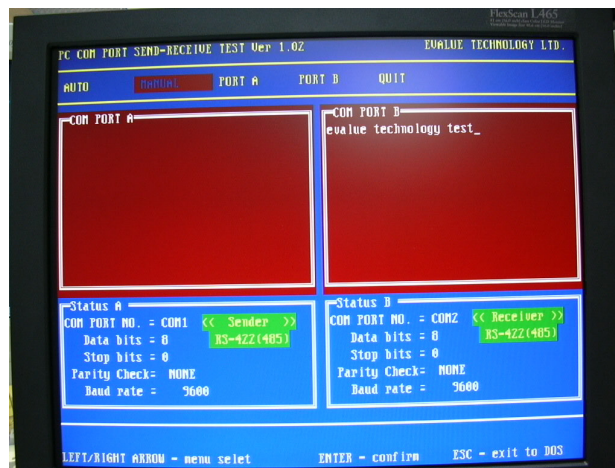 FlexScan L465
PC COM PORT SEND-RECEIVE TEST Ver 1.02 EVALUE TECHNOLOGY LTD.
AUTO MANUAL PORT A PORT B QUIT
COM PORT A
COM PORT B
evalue technology test_
Status A
COM PORT NO. = COM1 << Sender >>
RS-422(485)
Data bits = 8
Stop bits = 0
Parity Check= NONE
Baud rate = 9600
Status B
COM PORT NO. = COM2 << Receiver >>
RS-422(485)
Data bits = 8
Stop bits = 0
Parity Check= NONE
Baud rate = 9600
LEFT/RIGHT ARROW - menu selet ENTER - confirm ESC - exit to DOS